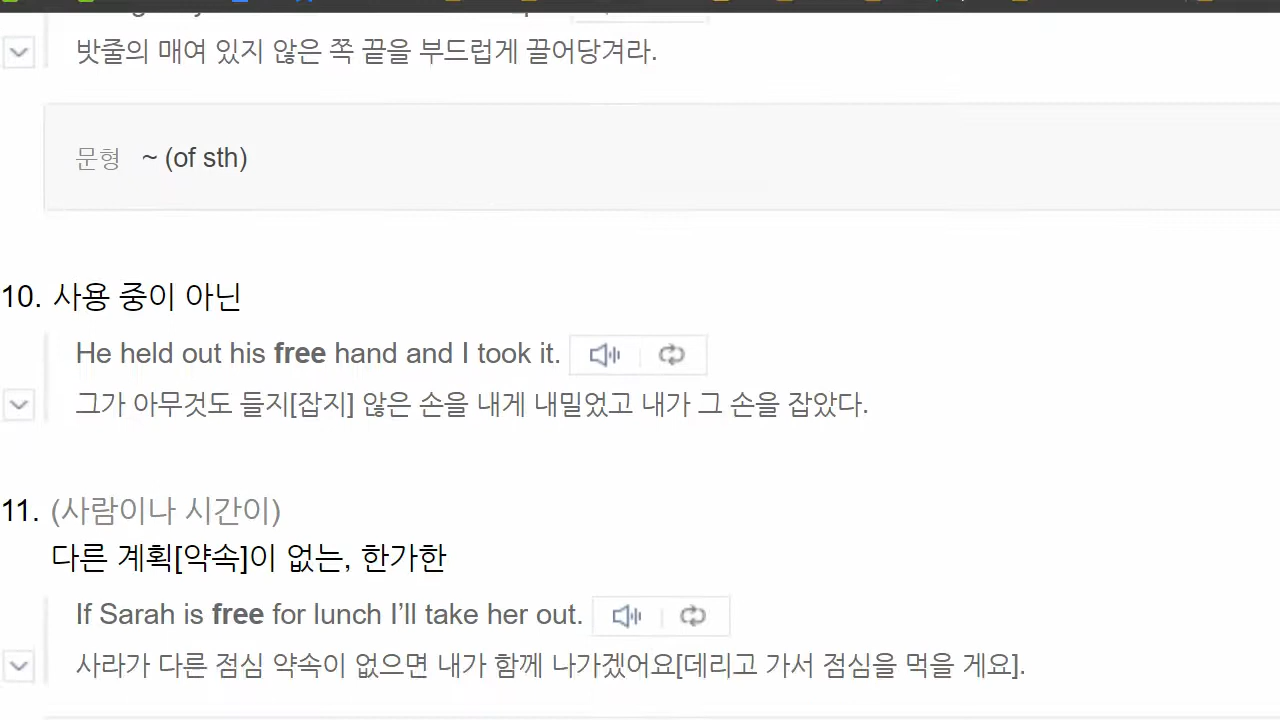 밧줄의 매여 있지 않은 쪽 끝을 부드럽게 끌어당겨라.
문형 ~ (of sth)
10. 사용 중이 아닌
He held out his free hand and I took it.
그가 아무것도 들지[잡지] 않은 손을 내게 내밀었고 내가 그 손을 잡았다.
11. (사람이나 시간이)
다른 계획[약속]이 없는, 한가한
If Sarah is free for lunch I’ll take her out.
사라가 다른 점심 약속이 없으면 내가 함께 나가겠어요[데리고 가서 점심을 먹을 게요].